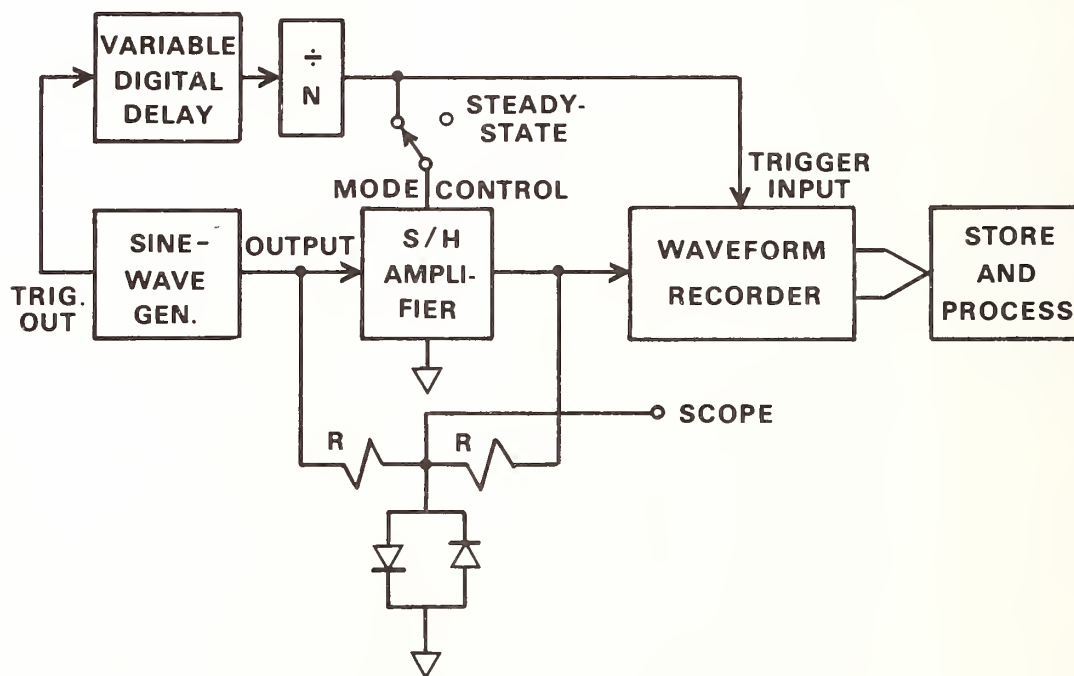 VARIABLE
DIGITAL
DELAY
÷
N
STEADY-
STATE
MODE CONTROL
TRIGGER
INPUT
SINE-
WAVE
GEN.
TRIG.
OUT
OUTPUT
S/H
AMPLI-
FIER
WAVEFORM
RECORDER
STORE
AND
PROCESS
SCOPE
R
R